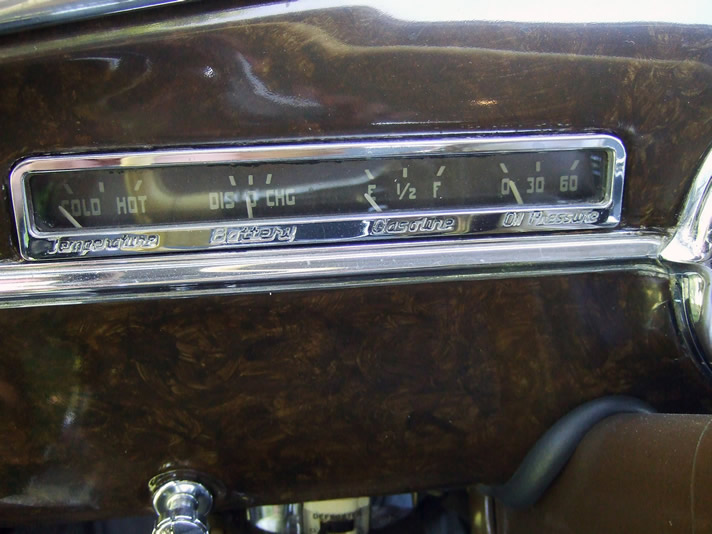 COLD HOT DIS 0 CHG E 1/2 F 0 30 60
Temperature Battery Gasoline Oil Pressure